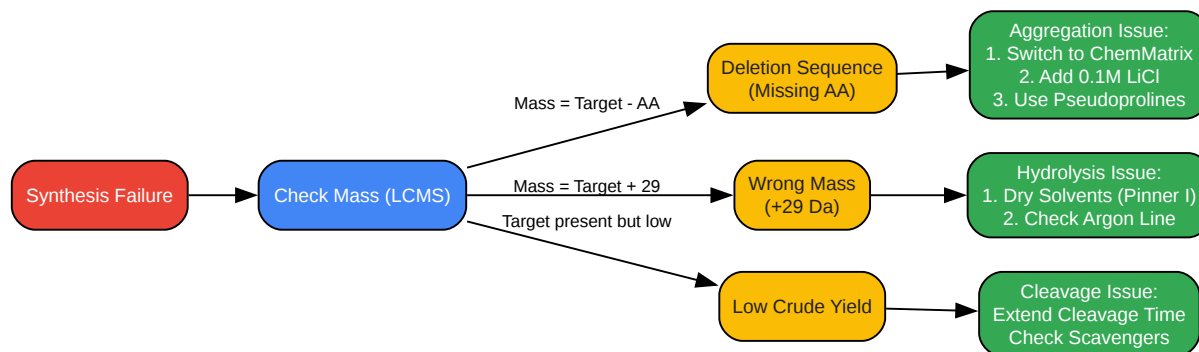 Synthesis Failure
Check Mass (LCMS)
Mass = Target - AA
Mass = Target + 29
Target present but low
Deletion Sequence
(Missing AA)
Wrong Mass
(+29 Da)
Low Crude Yield
Aggregation Issue:
1. Switch to ChemMatrix
2. Add 0.1M LiCl
3. Use Pseudoprolines
Hydrolysis Issue:
1. Dry Solvents (Pinner I)
2. Check Argon Line
Cleavage Issue:
Extend Cleavage Time
Check Scavengers